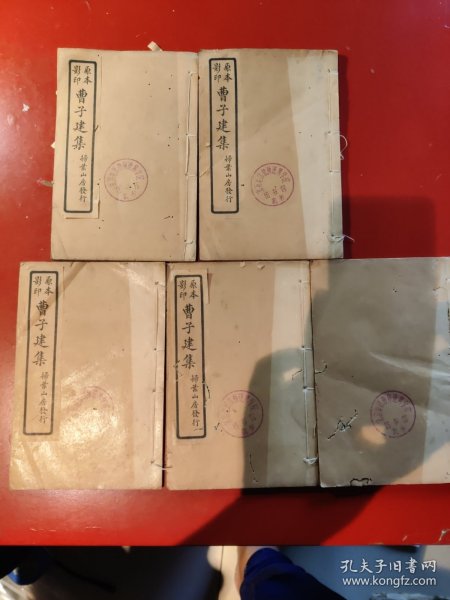 原本
影印
曹子建集
掃葉山房發行
原本
影印
曹子建集
掃葉山房發行
原本
影印
曹子建集
掃葉山房發行
原本
影印
曹子建集
掃葉山房發行
孔夫子旧书网
www.kongfz.com